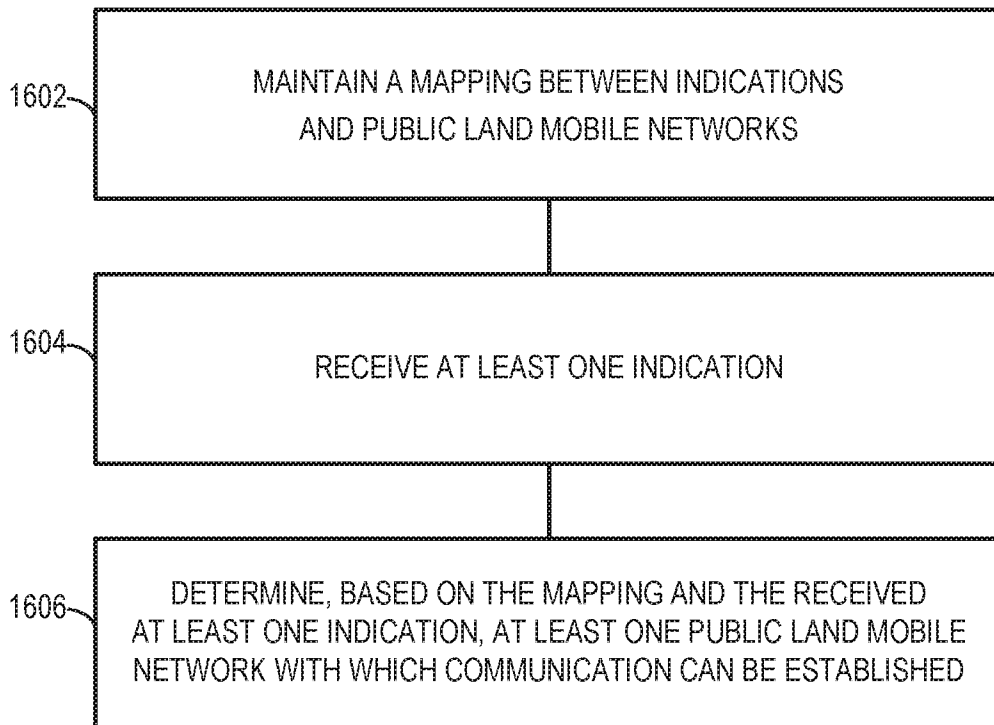 1602
MAINTAIN A MAPPING BETWEEN INDICATIONS
AND PUBLIC LAND MOBILE NETWORKS
1604
RECEIVE AT LEAST ONE INDICATION
1606
DETERMINE, BASED ON THE MAPPING AND THE RECEIVED
AT LEAST ONE INDICATION, AT LEAST ONE PUBLIC LAND MOBILE
NETWORK WITH WHICH COMMUNICATION CAN BE ESTABLISHED